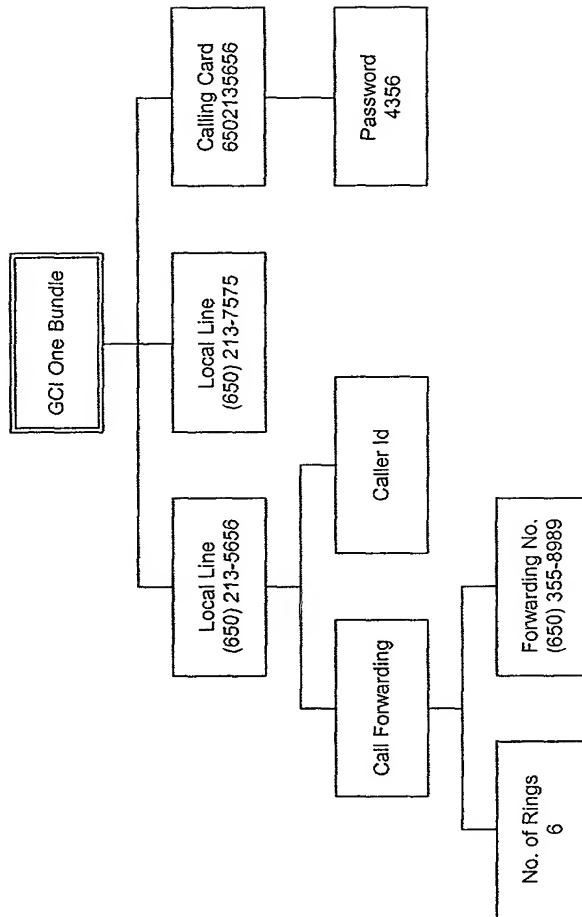 GCI One Bundle
Local Line
(650) 213-5656
Local Line
(650) 213-7575
Calling Card
6502135656
Call Forwarding
Caller Id
Password
4356
No. of Rings
6
Forwarding No.
(650) 355-8989